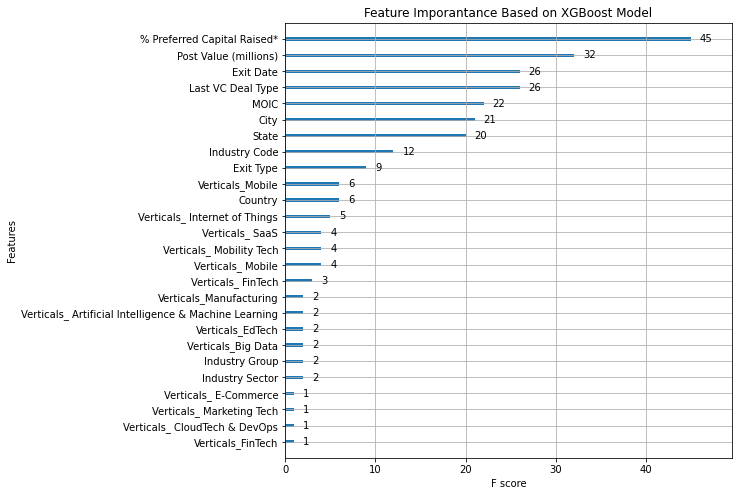 Feature Imporantance Based on XGBoost Model
% Preferred Capital Raised* 45
Post Value (millions) 32
Exit Date 26
Last VC Deal Type 26
MOIC 22
City 21
State 20
Industry Code 12
Exit Type 9
Verticals_Mobile 6
Country 6
Verticals_ Internet of Things 5
Verticals_ SaaS 4
Verticals_ Mobility Tech 4
Verticals_ Mobile 4
Verticals_ FinTech 3
Verticals_Manufacturing 2
Verticals_ Artificial Intelligence & Machine Learning 2
Verticals_EdTech 2
Verticals_Big Data 2
Industry Group 2
Industry Sector 2
Verticals_ E-Commerce 1
Verticals_ Marketing Tech 1
Verticals_ CloudTech & DevOps 1
Verticals_FinTech 1
Features
0 10 20 30 40
F score